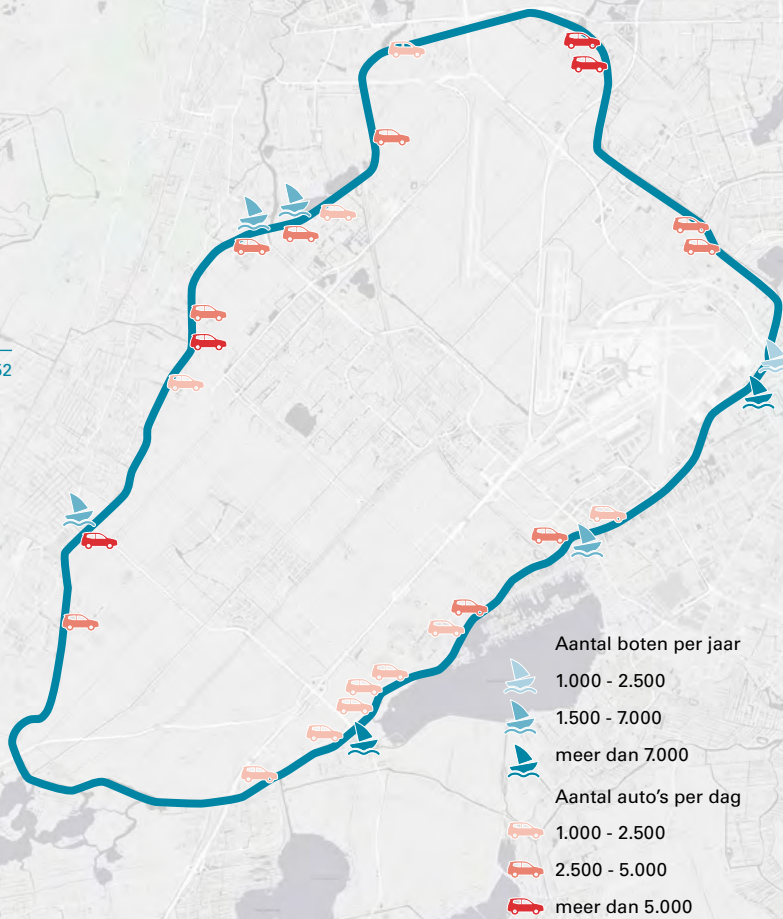 52
Aantal boten per jaar
1.000 - 2.500
1.500 - 7.000
meer dan 7.000
Aantal auto's per dag
1.000 - 2.500
2.500 - 5.000
meer dan 5.000